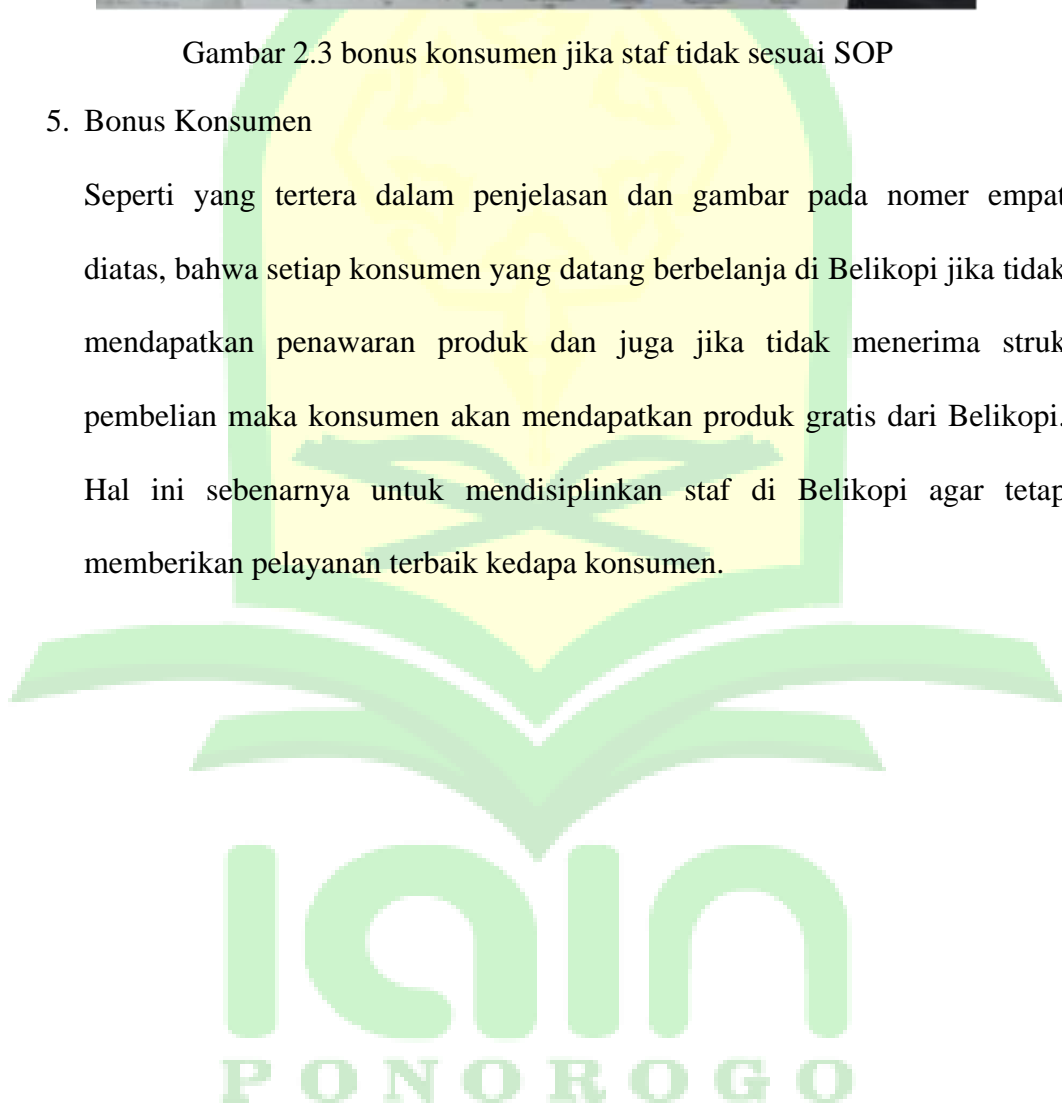 Gambar 2.3 bonus konsumen jika staf tidak sesuai SOP
5. Bonus Konsumen
Seperti yang tertera dalam penjelasan dan gambar pada nomer empat
diatas, bahwa setiap konsumen yang datang berbelanja di Belikopi jika tidak
mendapatkan penawaran produk dan juga jika tidak menerima struk
pembelian maka konsumen akan mendapatkan produk gratis dari Belikopi.
Hal ini sebenarnya untuk mendisiplinkan staf di Belikopi agar tetap
memberikan pelayanan terbaik kedapa konsumen.
iain
PONOROGO